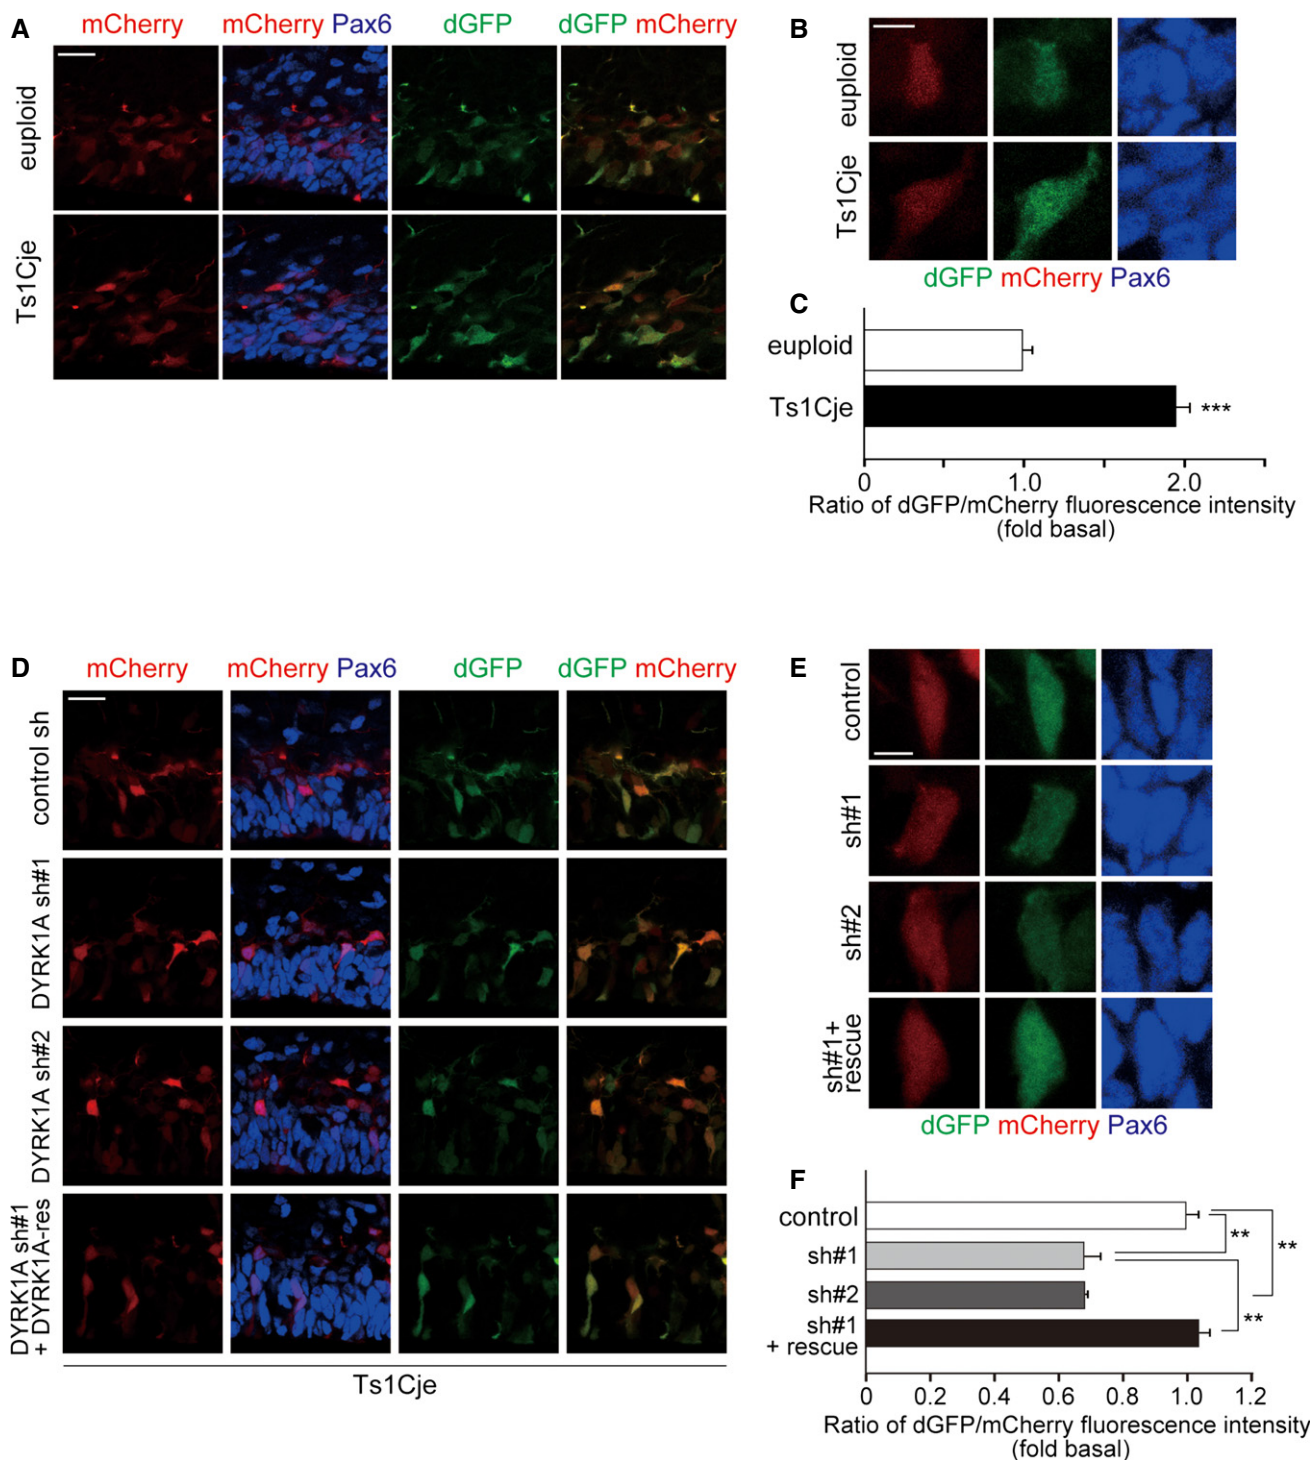 A
mCherry
mCherry Pax6
dGFP
dGFP mCherry
euploid
Ts1Cje
B
euploid
Ts1Cje
dGFP mCherry Pax6
C
euploid
Ts1Cje
***
0
1.0
2.0
Ratio of dGFP/mCherry fluorescence intensity
(fold basal)
D
mCherry
mCherry Pax6
dGFP
dGFP mCherry
control sh
DYRK1A sh#1
DYRK1A sh#2
DYRK1A sh#1
+ DYRK1A-res
Ts1Cje
E
control
sh#1
sh#2
sh#1+
rescue
dGFP mCherry Pax6
F
control
sh#1
sh#2
sh#1
+ rescue
**
**
**
0
0.2
0.4
0.6
0.8
1.0
1.2
Ratio of dGFP/mCherry fluorescence intensity
(fold basal)